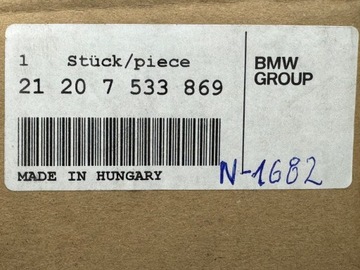 1 Stück/piece
21 20 7 533 869
BMW
GROUP
MADE IN HUNGARY
N-1682